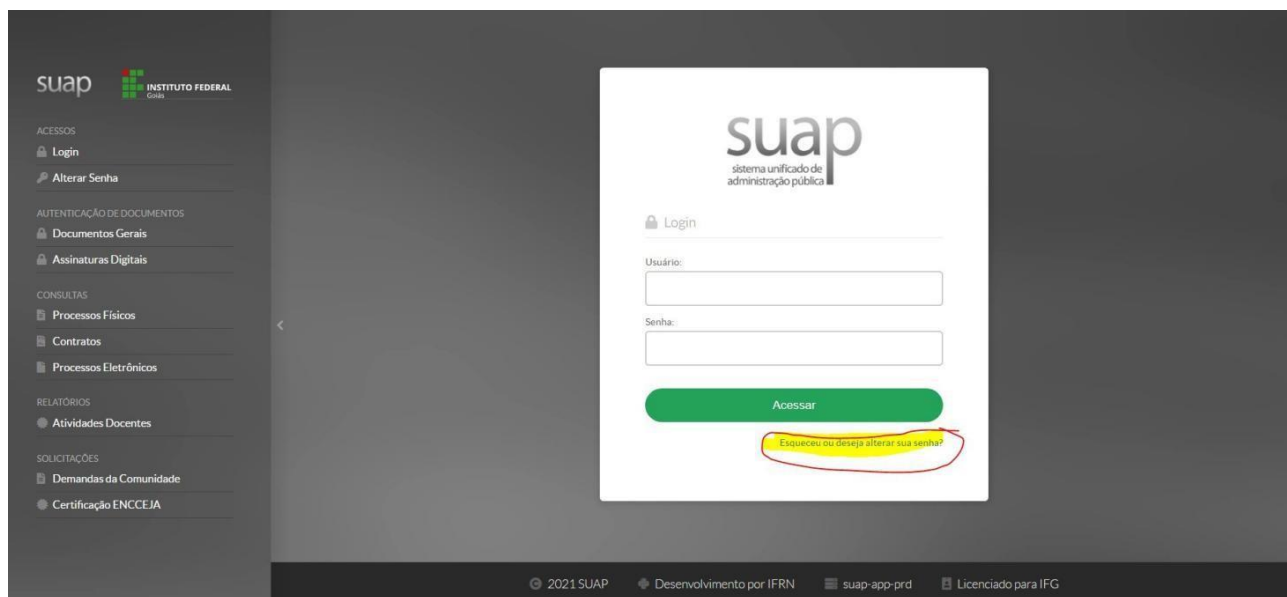 suap
INSTITUTO FEDERAL
Goiás
ACESSOS
Login
Alterar Senha
AUTENTICAÇÃO DE DOCUMENTOS
Documentos Gerais
Assinaturas Digitais
CONSULTAS
Processos Físicos
Contratos
Processos Eletrônicos
RELATÓRIOS
Atividades Docentes
SOLICITAÇÕES
Demandas da Comunidade
Certificação ENCCEJA
suap
sistema unificado de
administração pública
Login
Usuário:
Senha:
Acessar
Esqueceu ou deseja alterar sua senha?
© 2021 SUAP
Desenvolvimento por IFRN
suap-app-prd
Licenciado para IFG